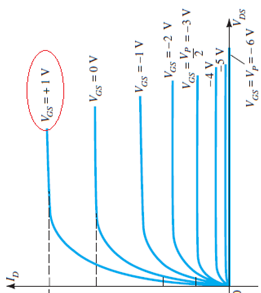 V_GS = + 1 V
V_GS = 0 V
V_GS = −1 V
V_GS = −2 V
V_GS = V_P/2 = −3 V
−4 V
−5 V
V_GS = V_P = −6 V
V_DS
I_D
0